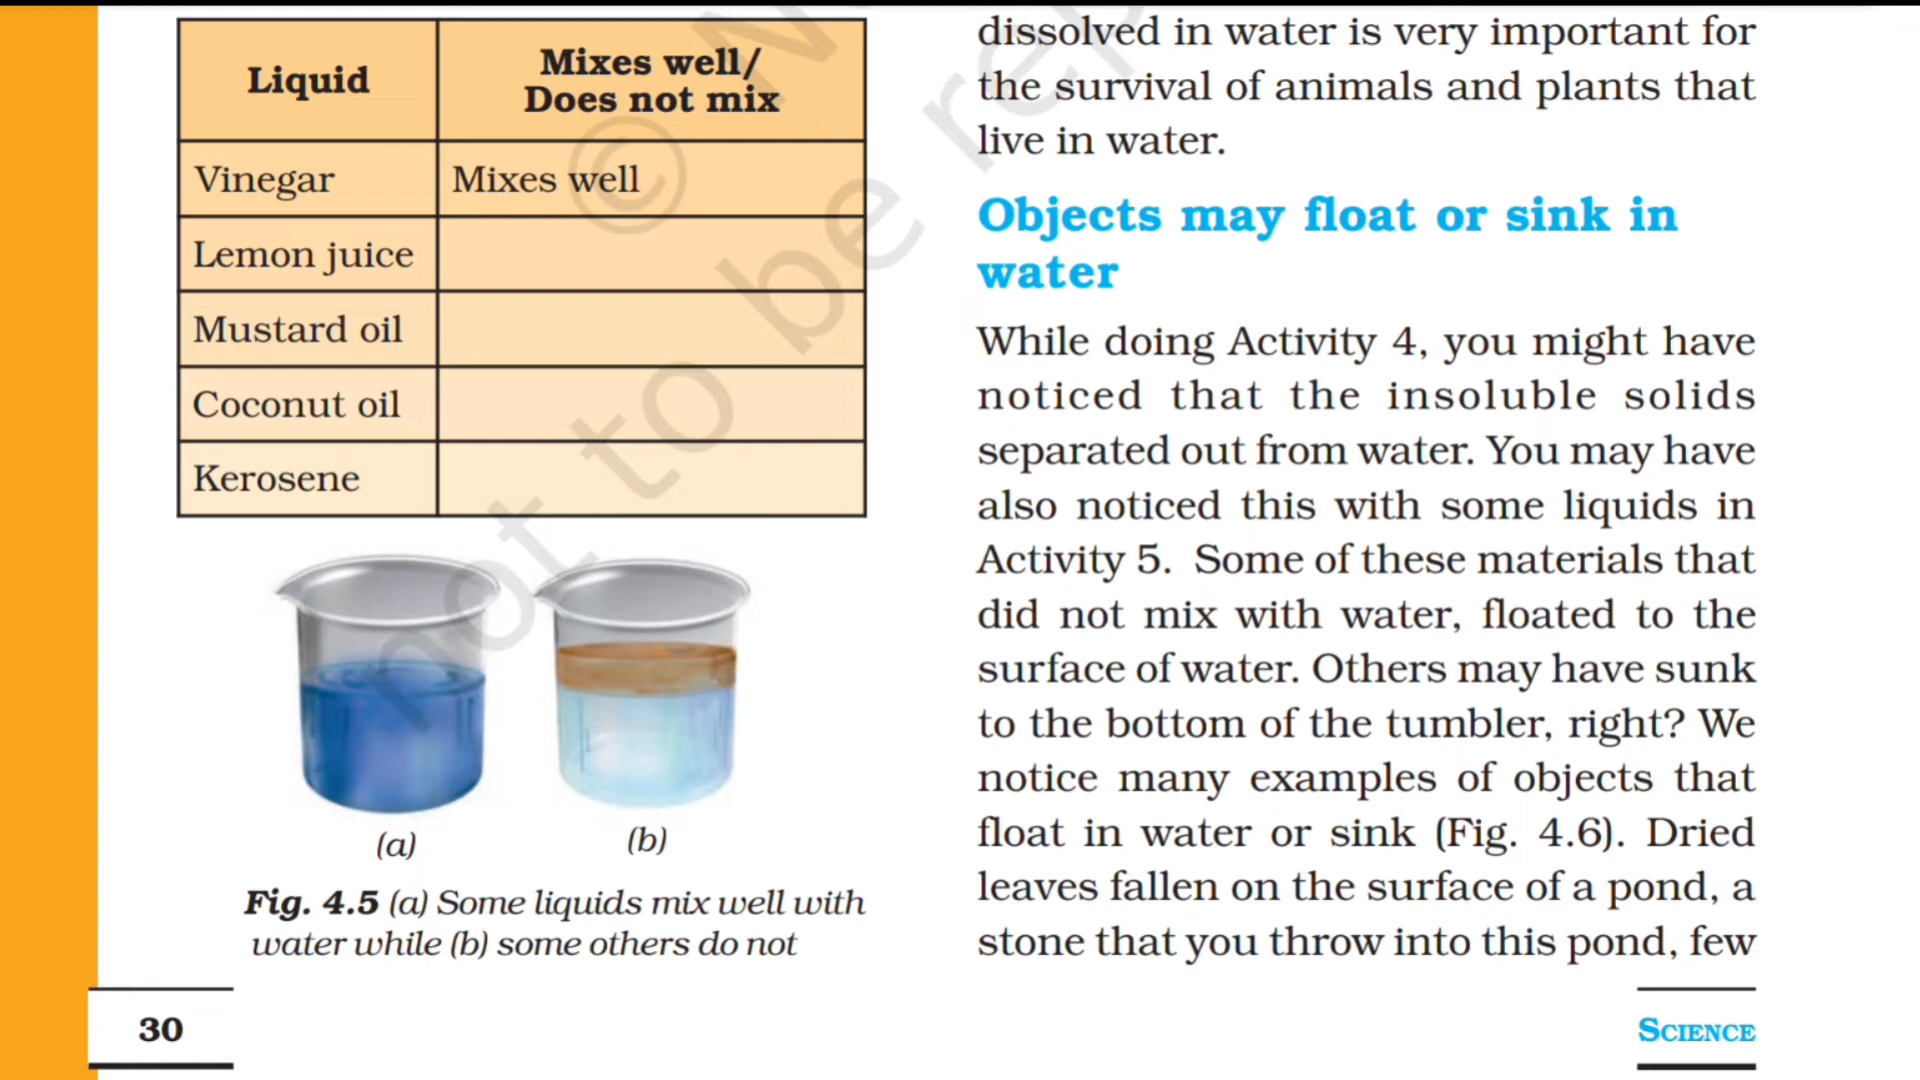 Liquid
Mixes well/
Does not mix
Vinegar
Mixes well
Lemon juice
Mustard oil
Coconut oil
Kerosene
(a)
(b)
Fig. 4.5 (a) Some liquids mix well with
water while (b) some others do not
30
dissolved in water is very important for
the survival of animals and plants that
live in water.
Objects may float or sink in
water
While doing Activity 4, you might have
noticed that the insoluble solids
separated out from water. You may have
also noticed this with some liquids in
Activity 5. Some of these materials that
did not mix with water, floated to the
surface of water. Others may have sunk
to the bottom of the tumbler, right? We
notice many examples of objects that
float in water or sink (Fig. 4.6). Dried
leaves fallen on the surface of a pond, a
stone that you throw into this pond, few
SCIENCE
© N
not to be rep